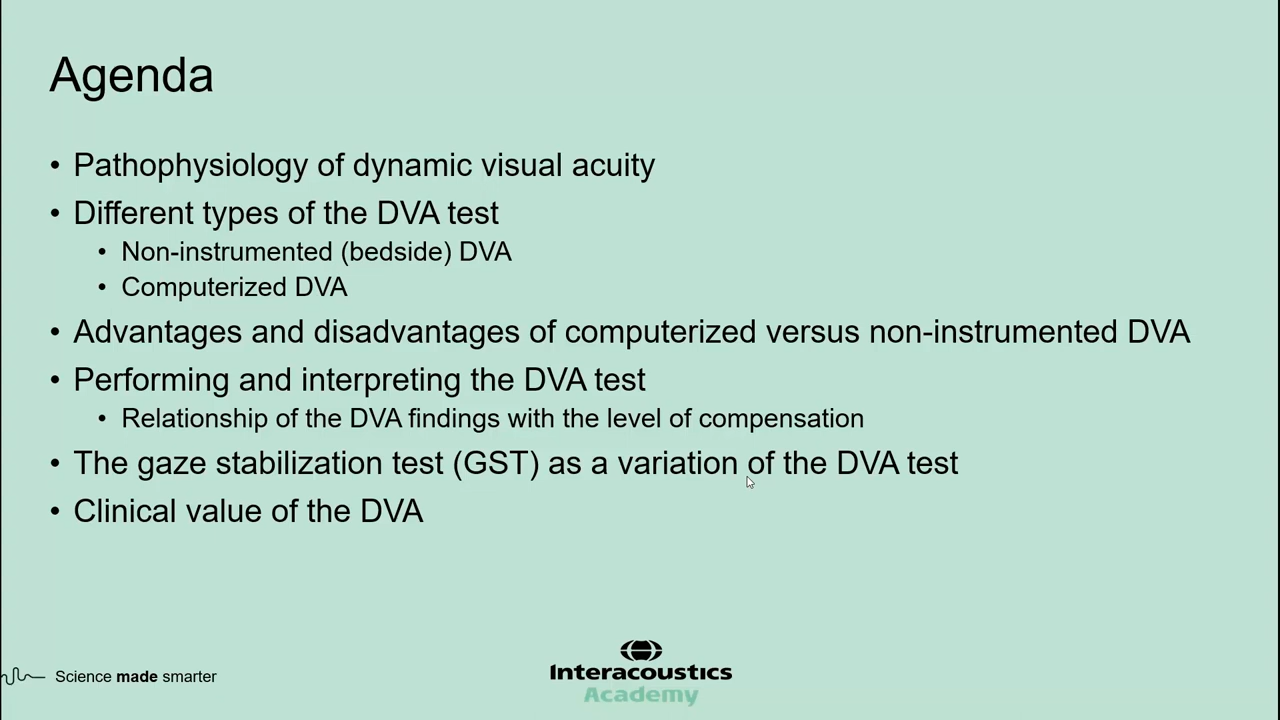 Agenda
• Pathophysiology of dynamic visual acuity
• Different types of the DVA test
• Non-instrumented (bedside) DVA
• Computerized DVA
• Advantages and disadvantages of computerized versus non-instrumented DVA
• Performing and interpreting the DVA test
• Relationship of the DVA findings with the level of compensation
• The gaze stabilization test (GST) as a variation of the DVA test
• Clinical value of the DVA
Science made smarter
Interacoustics
Academy